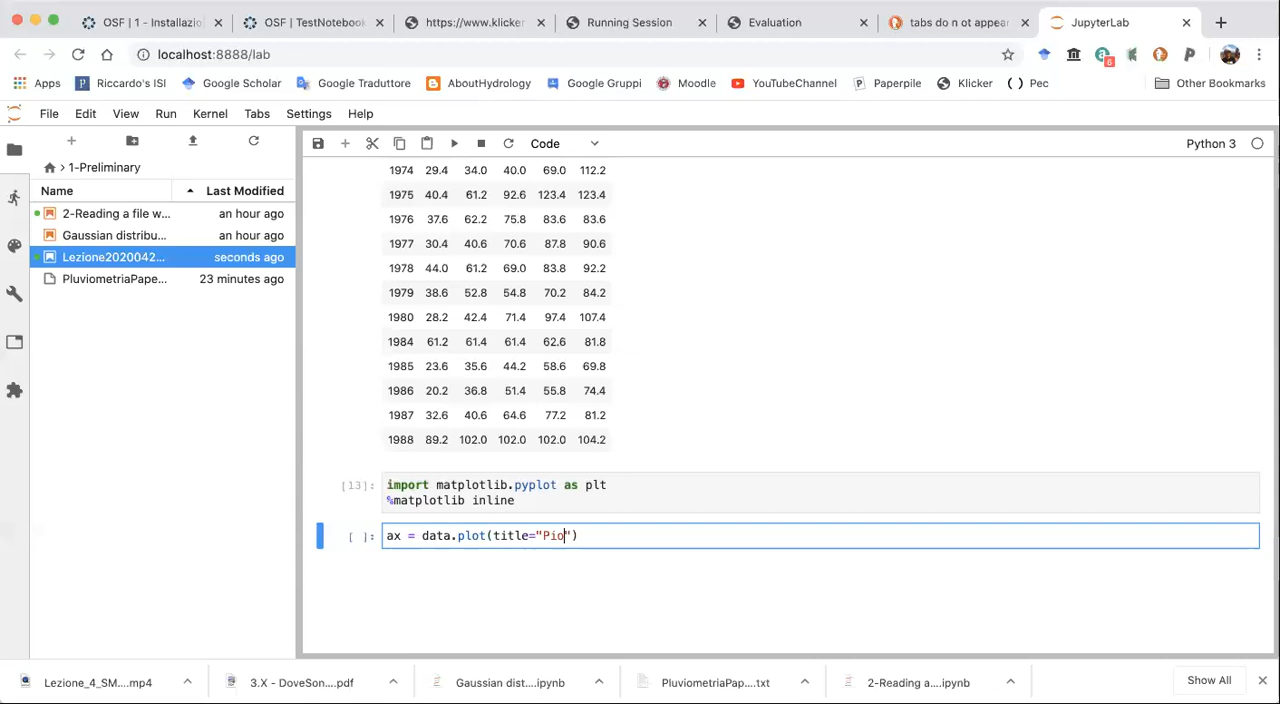 OSF | 1 - Installazio
OSF | TestNotebook
https://www.klicker
Running Session
Evaluation
tabs do n ot appear
JupyterLab
localhost:8888/lab
6
Apps
Riccardo's ISI
Google Scholar
Google Traduttore
AboutHydrology
Google Gruppi
Moodle
YouTubeChannel
Paperpile
Klicker
Pec
Other Bookmarks
File Edit View Run Kernel Tabs Settings Help
Code
Python 3
1-Preliminary
Name Last Modified
2-Reading a file w... an hour ago
Gaussian distribu... an hour ago
Lezione2020042... seconds ago
PluviometriaPape... 23 minutes ago
1974 29.4 34.0 40.0 69.0 112.2
1975 40.4 61.2 92.6 123.4 123.4
1976 37.6 62.2 75.8 83.6 83.6
1977 30.4 40.6 70.6 87.8 90.6
1978 44.0 61.2 69.0 83.8 92.2
1979 38.6 52.8 54.8 70.2 84.2
1980 28.2 42.4 71.4 97.4 107.4
1984 61.2 61.4 61.4 62.6 81.8
1985 23.6 35.6 44.2 58.6 69.8
1986 20.2 36.8 51.4 55.8 74.4
1987 32.6 40.6 64.6 77.2 81.2
1988 89.2 102.0 102.0 102.0 104.2
[13]: import matplotlib.pyplot as plt
%matplotlib inline
[ ]: ax = data.plot(title="Pio")
Lezione_4_SM....mp4
3.X - DoveSon....pdf
Gaussian dist....ipynb
PluviometriaPap....txt
2-Reading a....ipynb
Show All